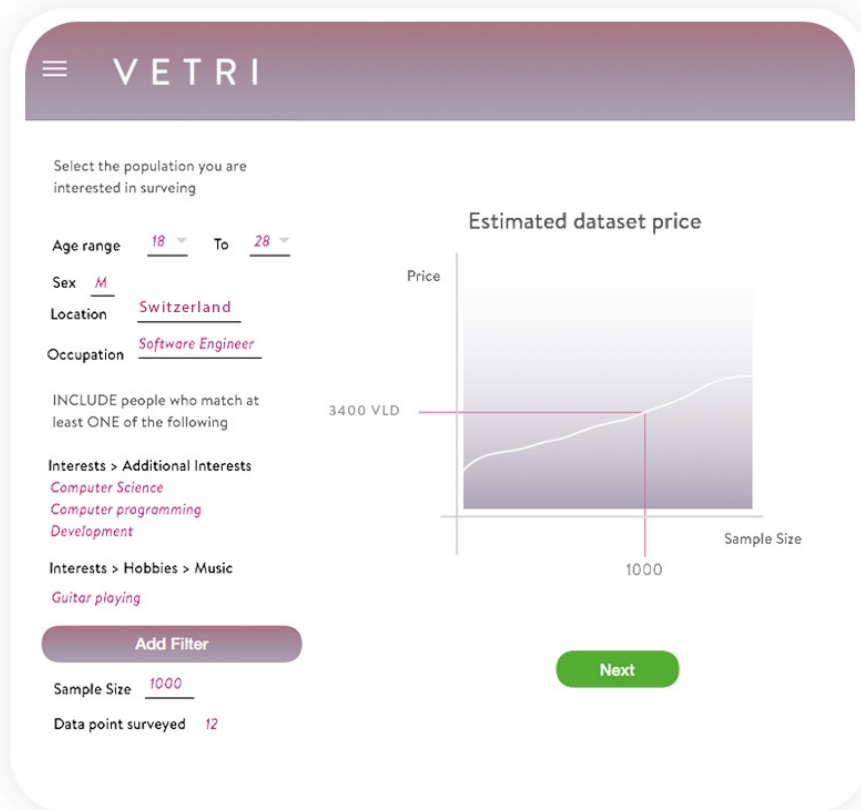 VETRI
Select the population you are
interested in surveing
Age range 18 To 28
Sex M
Location Switzerland
Occupation Software Engineer
INCLUDE people who match at
least ONE of the following
Interests > Additional Interests
Computer Science
Computer programming
Development
Interests > Hobbies > Music
Guitar playing
Add Filter
Sample Size 1000
Data point surveyed 12
Estimated dataset price
Price
3400 VLD
Sample Size
1000
Next